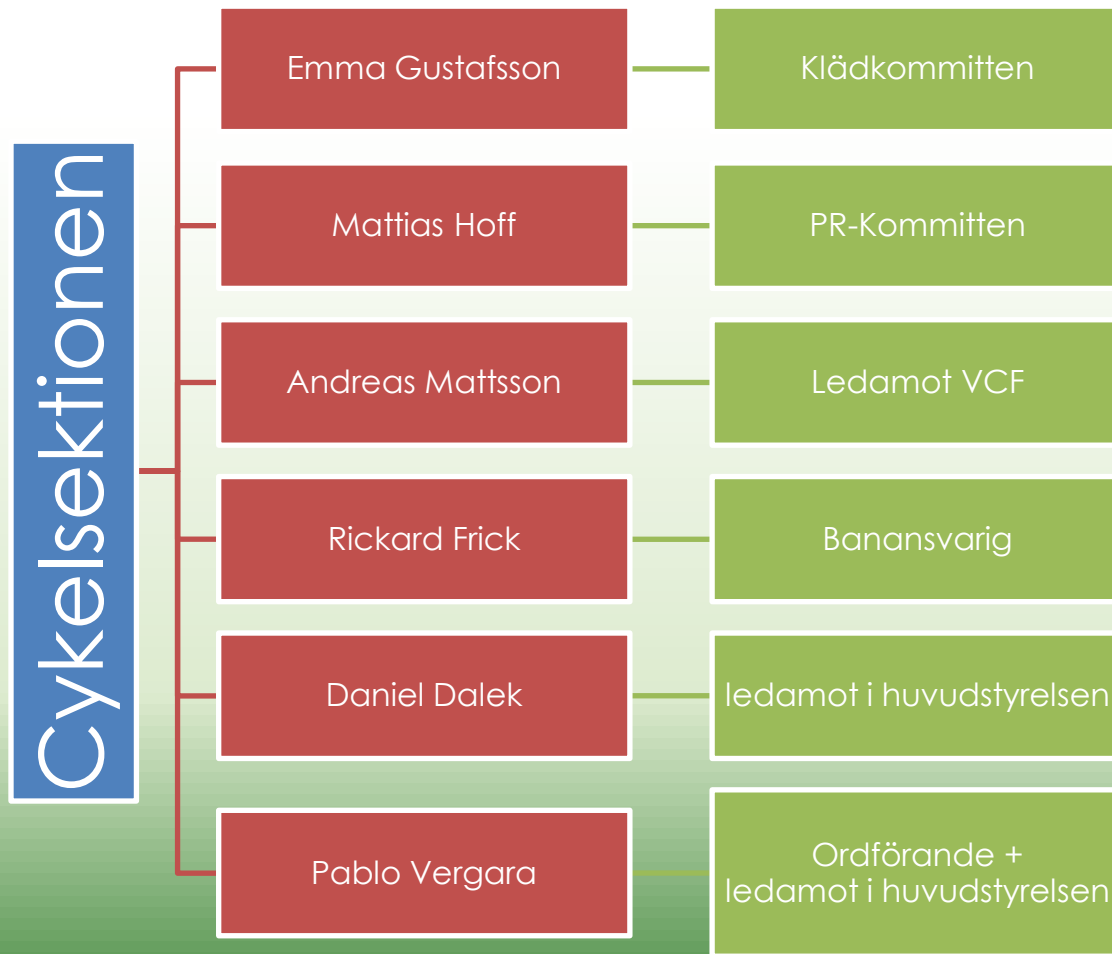 Cykelsektionen
Emma Gustafsson
Klädkommitten
Mattias Hoff
PR-Kommitten
Andreas Mattsson
Ledamot VCF
Rickard Frick
Banansvarig
Daniel Dalek
ledamot i huvudstyrelsen
Pablo Vergara
Ordförande +
ledamot i huvudstyrelsen